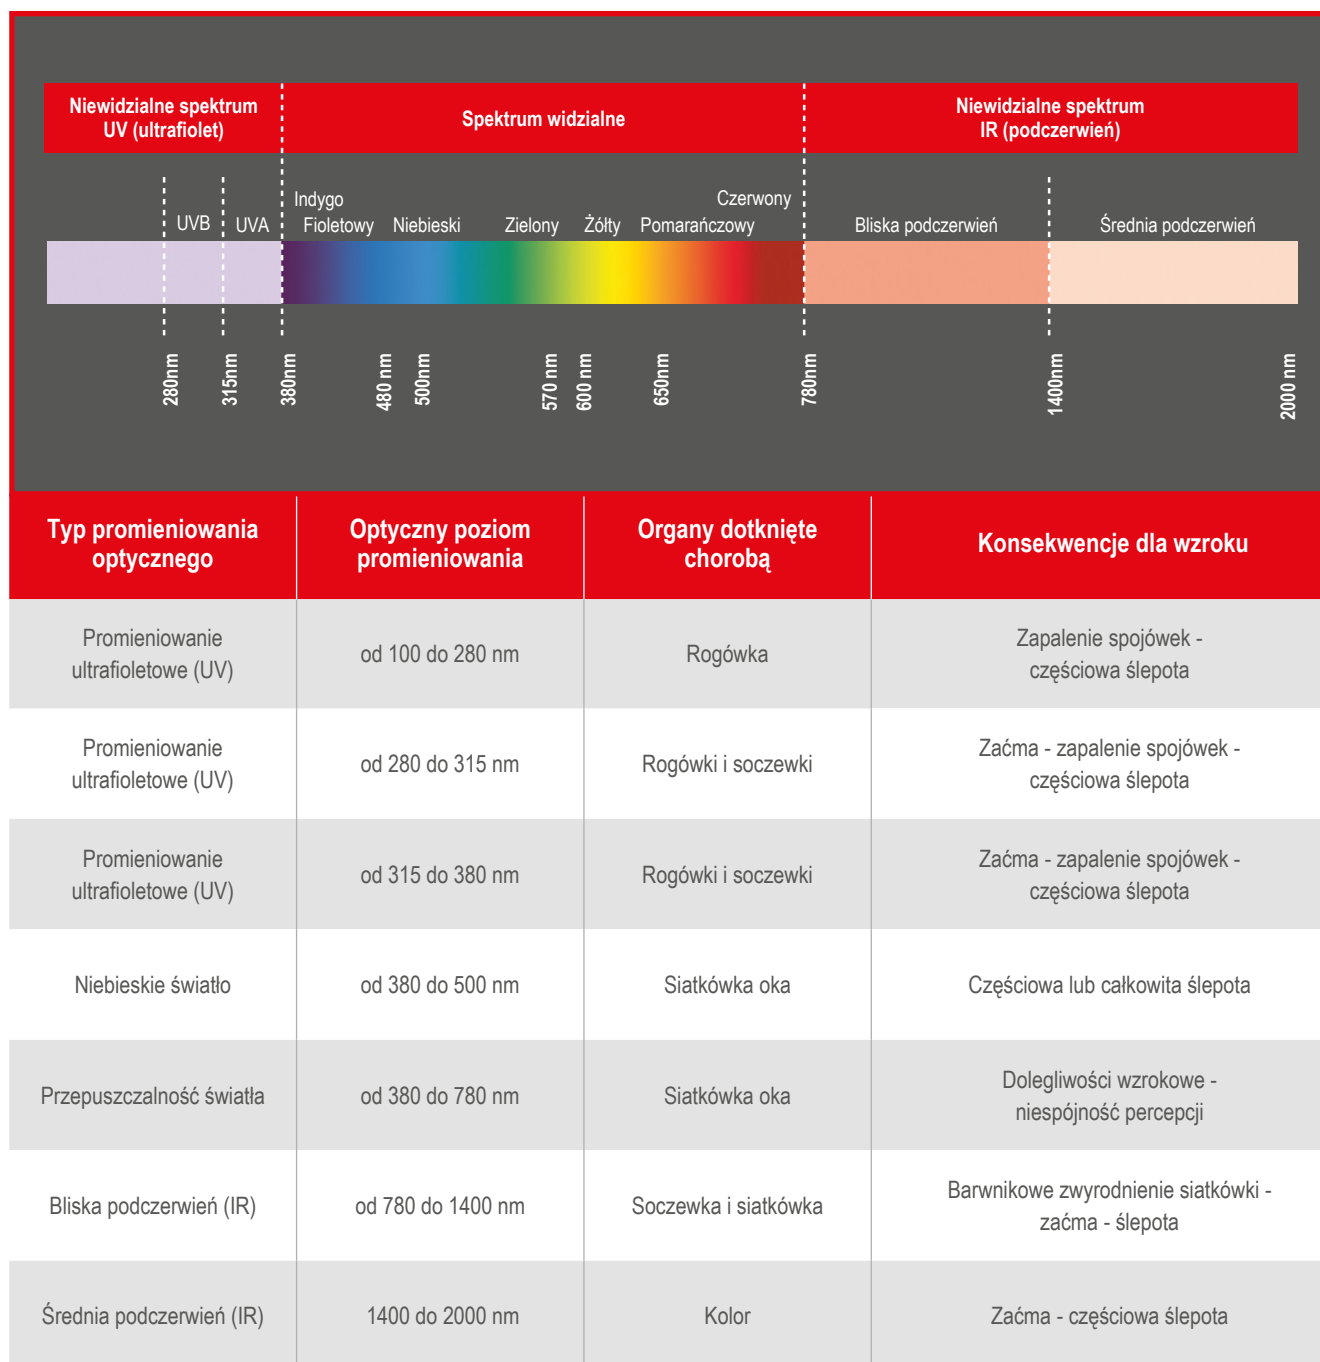 Niewidzialne spektrum
UV (ultrafiolet)
Spektrum widzialne
Niewidzialne spektrum
IR (podczerwień)
UVB
UVA
Indygo
Fioletowy
Niebieski
Zielony
Żółty
Pomarańczowy
Czerwony
Bliska podczerwień
Średnia podczerwień
280nm
315nm
380nm
480 nm
500nm
570 nm
600 nm
650nm
780nm
1400nm
2000 nm
Typ promieniowania
optycznego
Optyczny poziom
promieniowania
Organy dotknięte
chorobą
Konsekwencje dla wzroku
Promieniowanie
ultrafioletowe (UV)
od 100 do 280 nm
Rogówka
Zapalenie spojówek -
częściowa ślepota
Promieniowanie
ultrafioletowe (UV)
od 280 do 315 nm
Rogówki i soczewki
Zaćma - zapalenie spojówek -
częściowa ślepota
Promieniowanie
ultrafioletowe (UV)
od 315 do 380 nm
Rogówki i soczewki
Zaćma - zapalenie spojówek -
częściowa ślepota
Niebieskie światło
od 380 do 500 nm
Siatkówka oka
Częściowa lub całkowita ślepota
Przepuszczalność światła
od 380 do 780 nm
Siatkówka oka
Dolegliwości wzrokowe -
niespójność percepcji
Bliska podczerwień (IR)
od 780 do 1400 nm
Soczewka i siatkówka
Barwnikowe zwyrodnienie siatkówki -
zaćma - ślepota
Średnia podczerwień (IR)
1400 do 2000 nm
Kolor
Zaćma - częściowa ślepota